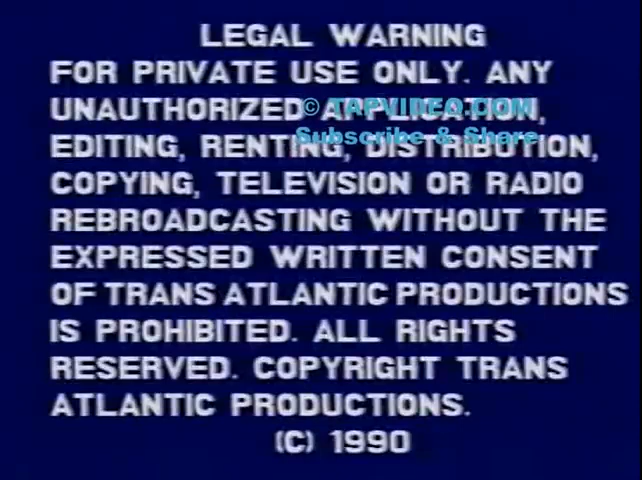 LEGAL WARNING
FOR PRIVATE USE ONLY. ANY
UNAUTHORIZED APPLICATION,
© TAPVIDEO.COM
EDITING, RENTING, DISTRIBUTION,
Subscribe & Share
COPYING, TELEVISION OR RADIO
REBROADCASTING WITHOUT THE
EXPRESSED WRITTEN CONSENT
OF TRANS ATLANTIC PRODUCTIONS
IS PROHIBITED. ALL RIGHTS
RESERVED. COPYRIGHT TRANS
ATLANTIC PRODUCTIONS.
(C) 1990